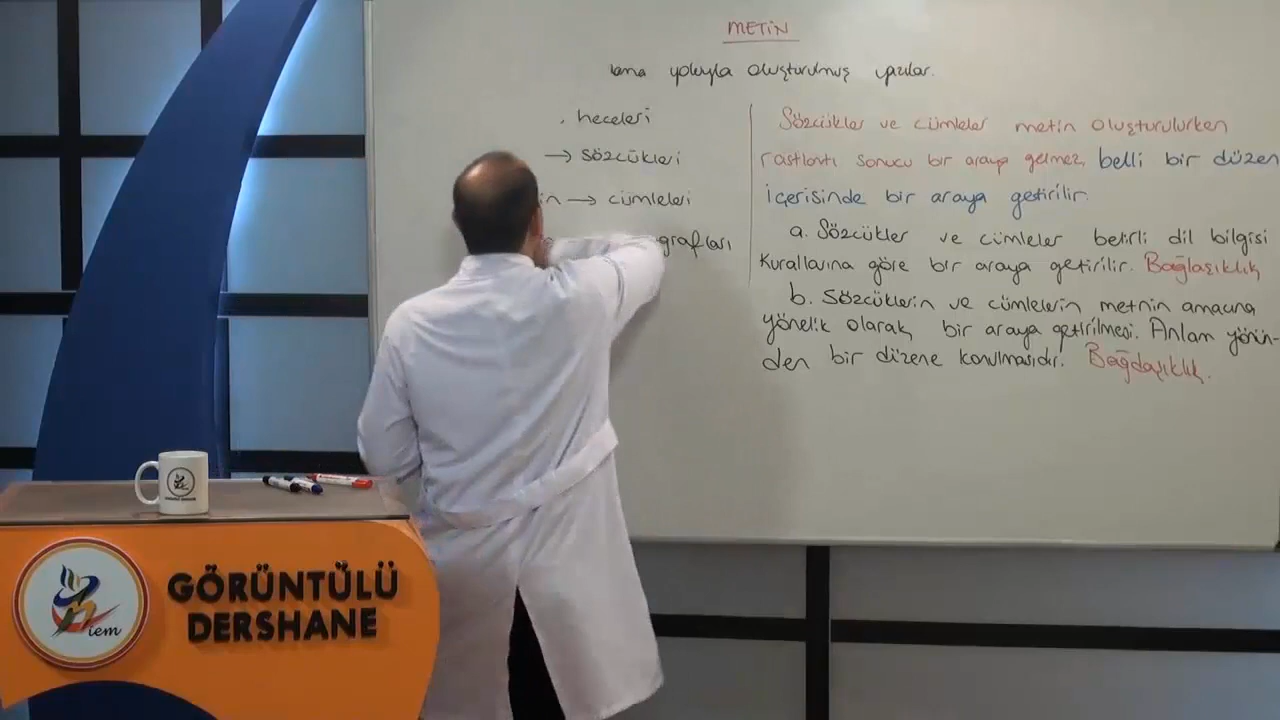 METİN
lama yoluyla oluşturulmuş yazılar.
heceleri
→ sözcükleri
in → cümleleri
grafları
Sözcükler ve cümleler metin oluşturulurken
rastlantı sonucu bir araya gelmez, belli bir düzen
içerisinde bir araya getirilir.
a. Sözcükler ve cümleler belirli dil bilgisi
kurallarına göre bir araya getirilir. Bağlaşıklık
b. Sözcüklerin ve cümlelerin metnin amacına
yönelik olarak bir araya getirilmesi. Anlam yönün-
den bir düzene konulmasıdır. Bağdaşıklık.
GÖRÜNTÜLÜ
DERSHANE
iem